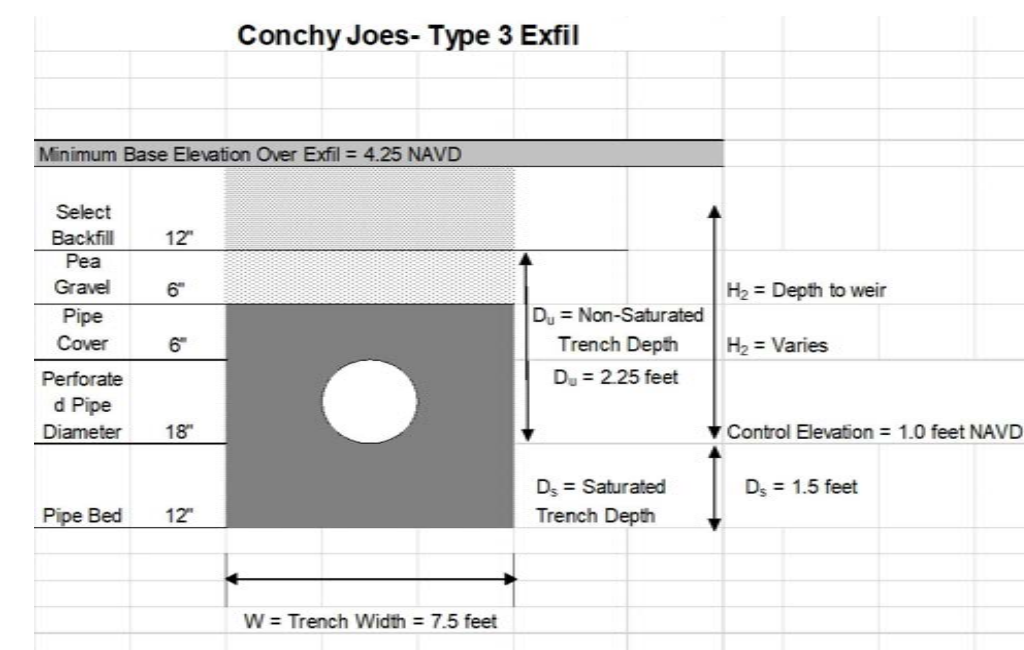 Conchy Joes- Type 3 Exfil
Minimum Base Elevation Over Exfil = 4.25 NAVD
Select
Backfill 12"
Pea
Gravel 6"
Pipe
Cover 6"
Perforate
d Pipe
Diameter 18"
Pipe Bed 12"
Dᵤ = Non-Saturated
Trench Depth
Dᵤ = 2.25 feet
H₂ = Depth to weir
H₂ = Varies
Control Elevation = 1.0 feet NAVD
Dₛ = Saturated
Trench Depth
Dₛ = 1.5 feet
W = Trench Width = 7.5 feet